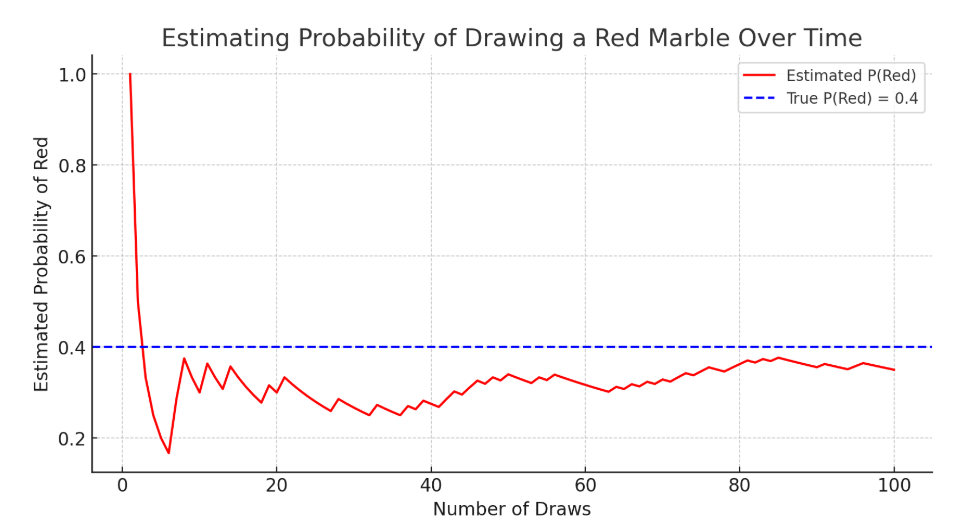 Estimating Probability of Drawing a Red Marble Over Time
Estimated P(Red)
True P(Red) = 0.4
Estimated Probability of Red
1.0
0.8
0.6
0.4
0.2
0 20 40 60 80 100
Number of Draws